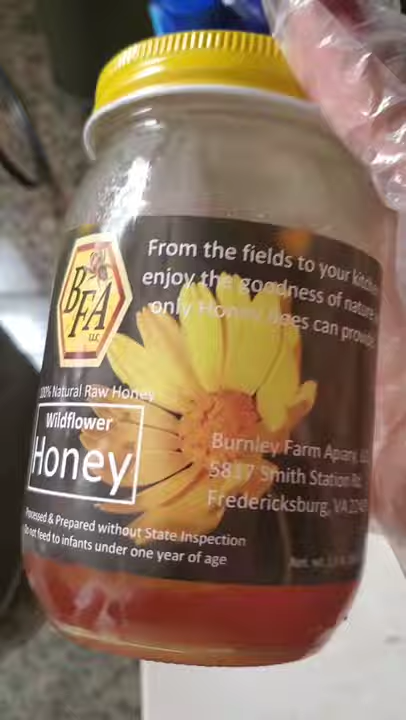 From the fields to your kitchen
enjoy the goodness of nature
only Honey Bees can provide
BFA
LLC
100% Natural Raw Honey
Wildflower
Honey
Burnley Farm Apiary,
5817 Smith Station Rd.
Fredericksburg, VA
Processed & Prepared without State Inspection
Do not feed to infants under one year of age
Net. wt.